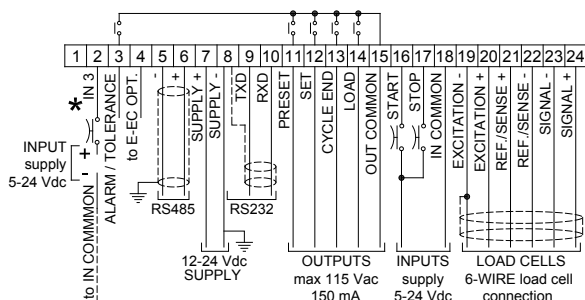 1 2 3 4 5 6 7 8 9 10 11 12 13 14 15 16 17 18 19 20 21 22 23 24
*
IN 3
ALARM / TOLERANCE
to E-EC OPT.
-
+
SUPPLY +
SUPPLY -
TXD
RXD
PRESET
SET
CYCLE END
LOAD
OUT COMMON
START
STOP
IN COMMON
EXCITATION -
EXCITATION +
REF./SENSE +
REF./SENSE -
SIGNAL -
SIGNAL +
INPUT
supply
5-24 Vdc
+
-
to IN COMMMON
RS485
RS232
12-24 Vdc
SUPPLY
OUTPUTS
max 115 Vac
150 mA
INPUTS
supply
5-24 Vdc
LOAD CELLS
6-WIRE load cell
connection